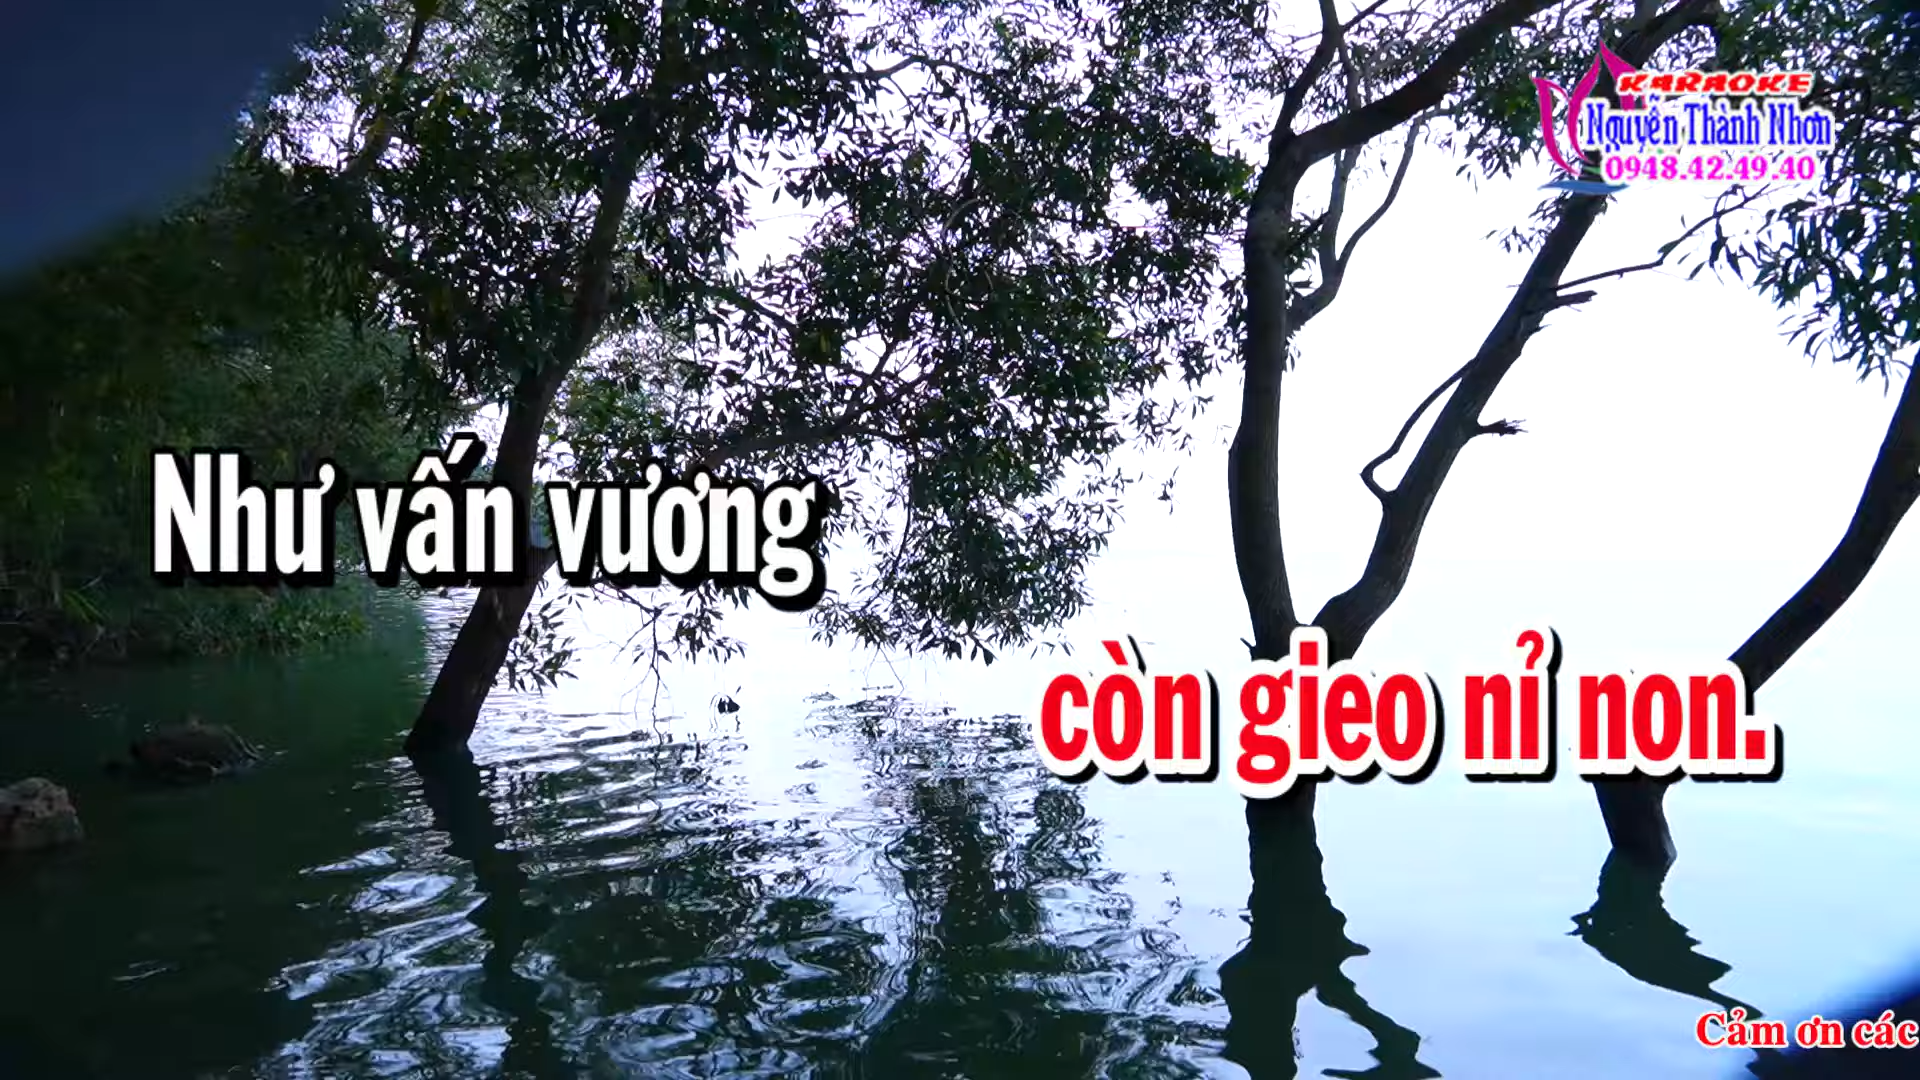 KARAOKE
Nguyễn Thành Nhơn
0948.42.49.40
Như vấn vương
còn gieo nỉ non.
Cảm ơn các